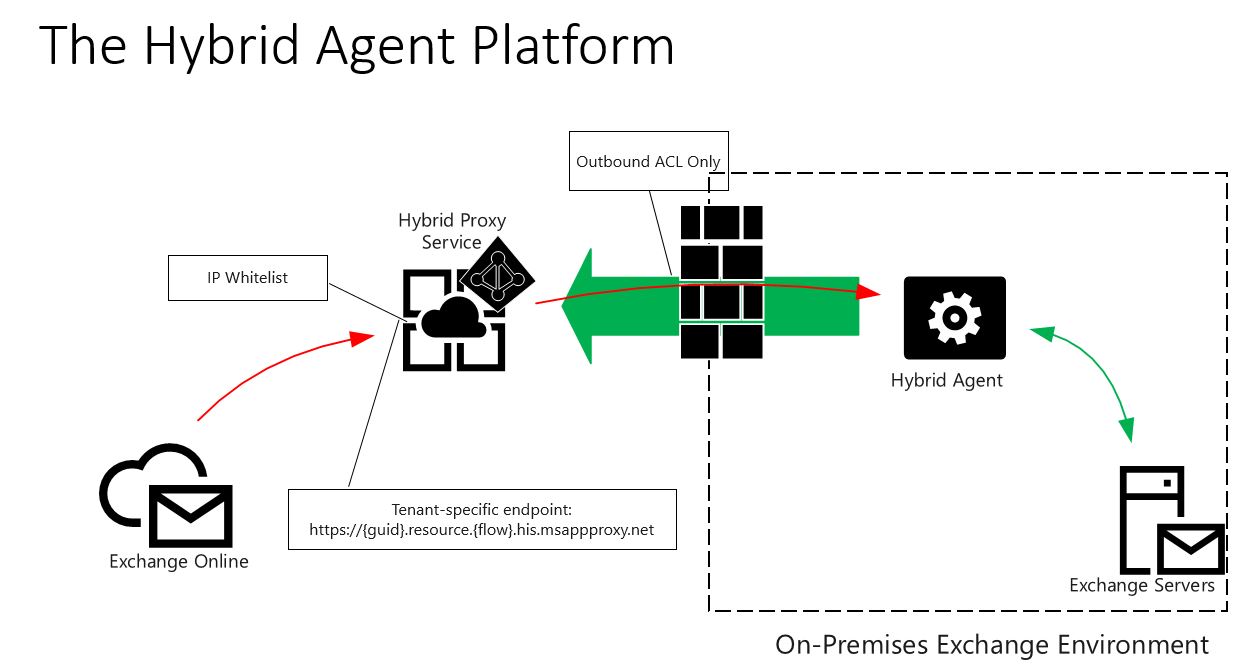 The Hybrid Agent Platform
Outbound ACL Only
Hybrid Proxy
Service
IP Whitelist
Hybrid Agent
Tenant-specific endpoint:
https://{guid}.resource.{flow}.his.msappproxy.net
Exchange Online
Exchange Servers
On-Premises Exchange Environment